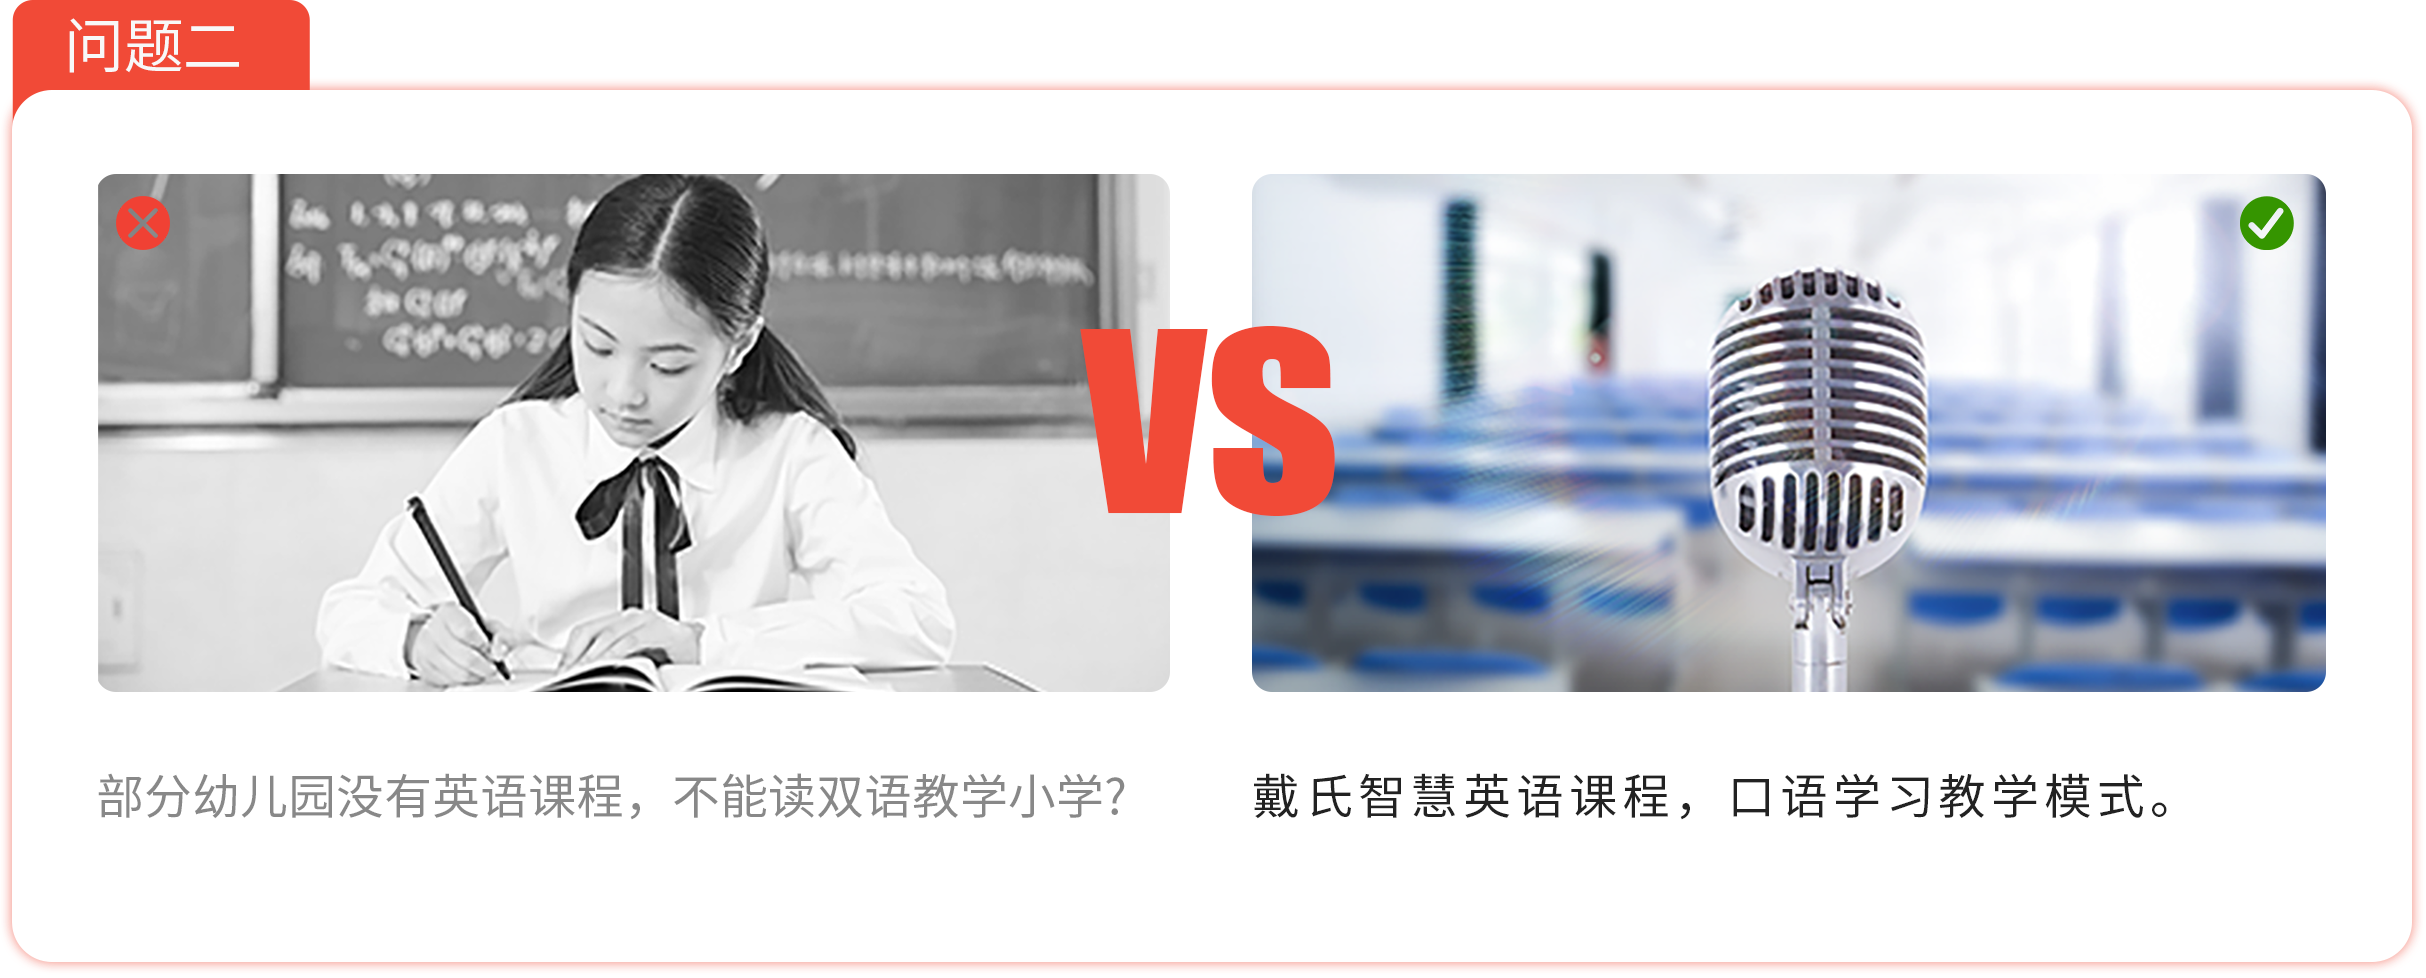 问题二
VS
部分幼儿园没有英语课程，不能读双语教学小学?
戴氏智慧英语课程，口语学习教学模式。